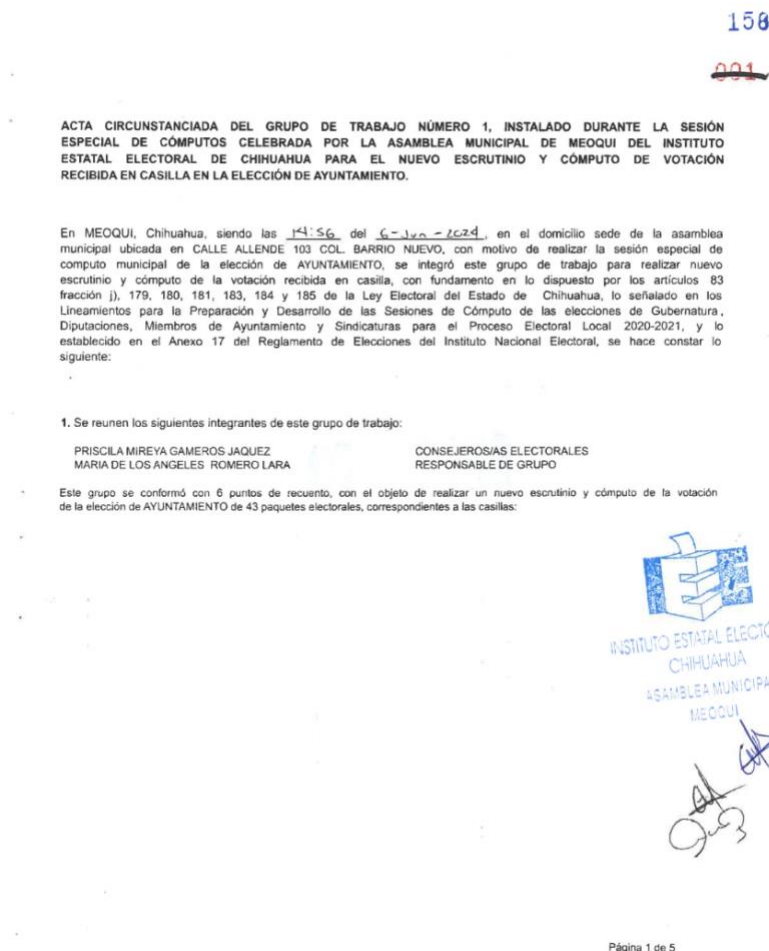 158
001
ACTA CIRCUNSTANCIADA DEL GRUPO DE TRABAJO NÚMERO 1, INSTALADO DURANTE LA SESIÓN
ESPECIAL DE CÓMPUTOS CELEBRADA POR LA ASAMBLEA MUNICIPAL DE MEOQUI DEL INSTITUTO
ESTATAL ELECTORAL DE CHIHUAHUA PARA EL NUEVO ESCRUTINIO Y CÓMPUTO DE VOTACIÓN
RECIBIDA EN CASILLA EN LA ELECCIÓN DE AYUNTAMIENTO.
En MEOQUI, Chihuahua, siendo las 14:56 del 6-Jun-2024, en el domicilio sede de la asamblea
municipal ubicada en CALLE ALLENDE 103 COL. BARRIO NUEVO, con motivo de realizar la sesión especial de
computo municipal de la elección de AYUNTAMIENTO, se integró este grupo de trabajo para realizar nuevo
escrutinio y cómputo de la votación recibida en casilla, con fundamento en lo dispuesto por los artículos 83
fracción j), 179, 180, 181, 183, 184 y 185 de la Ley Electoral del Estado de Chihuahua, lo señalado en los
Lineamientos para la Preparación y Desarrollo de las Sesiones de Cómputo de las elecciones de Gubernatura,
Diputaciones, Miembros de Ayuntamiento y Sindicaturas para el Proceso Electoral Local 2020-2021, y lo
establecido en el Anexo 17 del Reglamento de Elecciones del Instituto Nacional Electoral, se hace constar lo
siguiente:
1. Se reunen los siguientes integrantes de este grupo de trabajo:
PRISCILA MIREYA GAMEROS JAQUEZ CONSEJEROS/AS ELECTORALES
MARIA DE LOS ANGELES ROMERO LARA RESPONSABLE DE GRUPO
Este grupo se conformó con 6 puntos de recuento, con el objeto de realizar un nuevo escrutinio y cómputo de la votación
de la elección de AYUNTAMIENTO de 43 paquetes electorales, correspondientes a las casillas:
IEE
INSTITUTO ESTATAL ELECTO
CHIHUAHUA
ASAMBLEA MUNICIPA
MEOQUI
Página 1 de 5